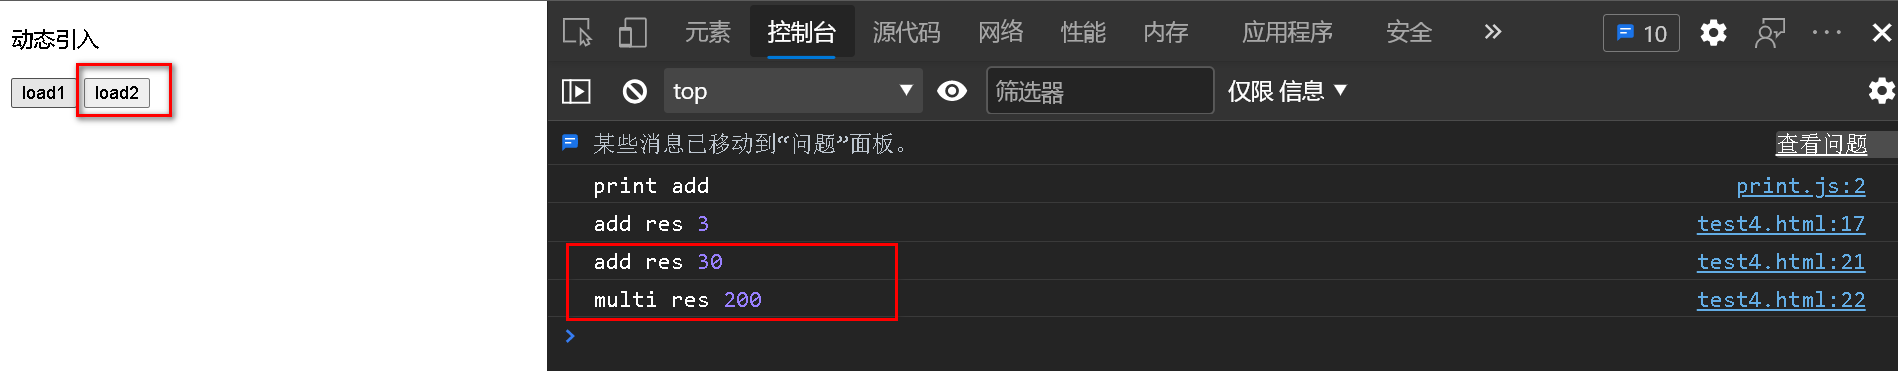 动态引入
load1 load2
元素 控制台 源代码 网络 性能 内存 应用程序 安全 10
top 筛选器 仅限 信息
某些消息已移动到“问题”面板。 查看问题
print add print.js:2
add res 3 test4.html:17
add res 30 test4.html:21
multi res 200 test4.html:22